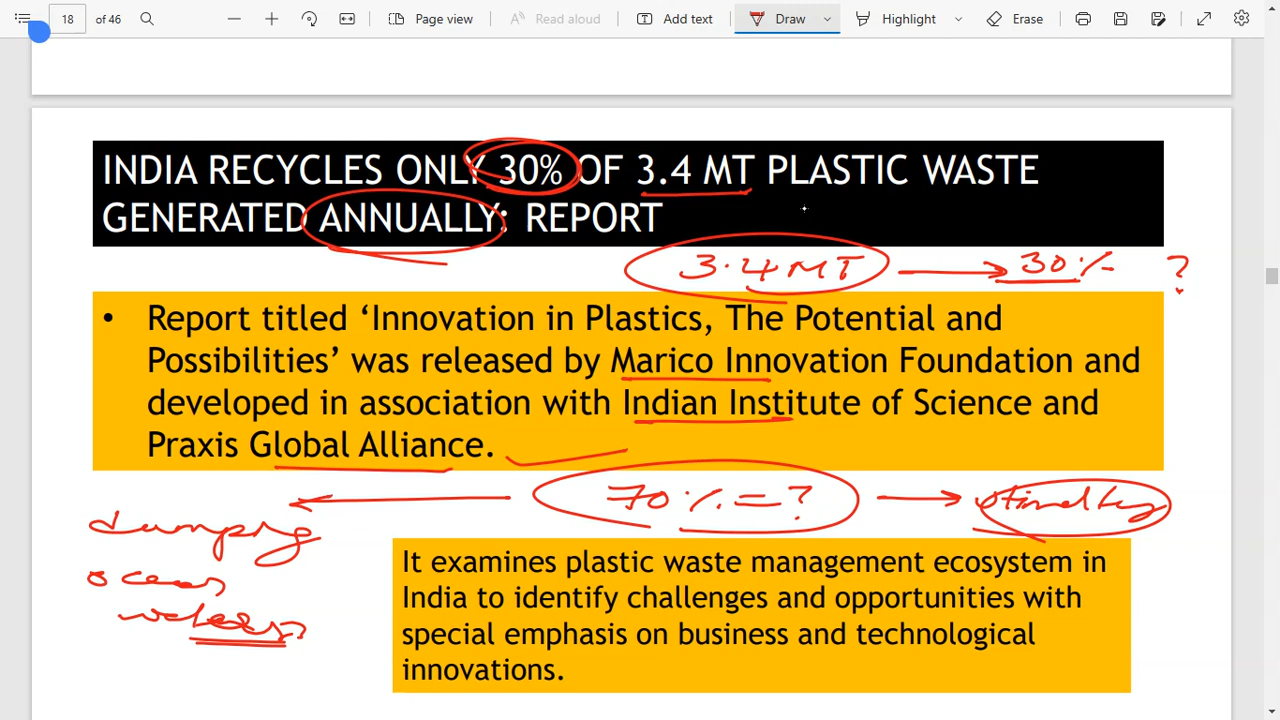 18 of 46 Page view Read aloud Add text Draw Highlight Erase
INDIA RECYCLES ONLY 30% OF 3.4 MT PLASTIC WASTE
GENERATED ANNUALLY: REPORT
3.4 MT → 30% ?
• Report titled ‘Innovation in Plastics, The Potential and
Possibilities’ was released by Marico Innovation Foundation and
developed in association with Indian Institute of Science and
Praxis Global Alliance.
70% = ?
dumping
It examines plastic waste management ecosystem in
India to identify challenges and opportunities with
special emphasis on business and technological
innovations.